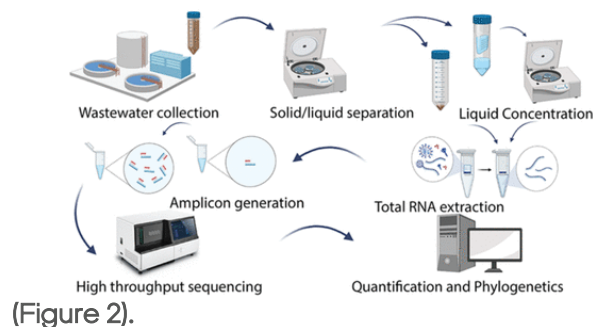 Wastewater collection
Solid/liquid separation
Liquid Concentration
Amplicon generation
Total RNA extraction
High throughput sequencing
Quantification and Phylogenetics
(Figure 2).